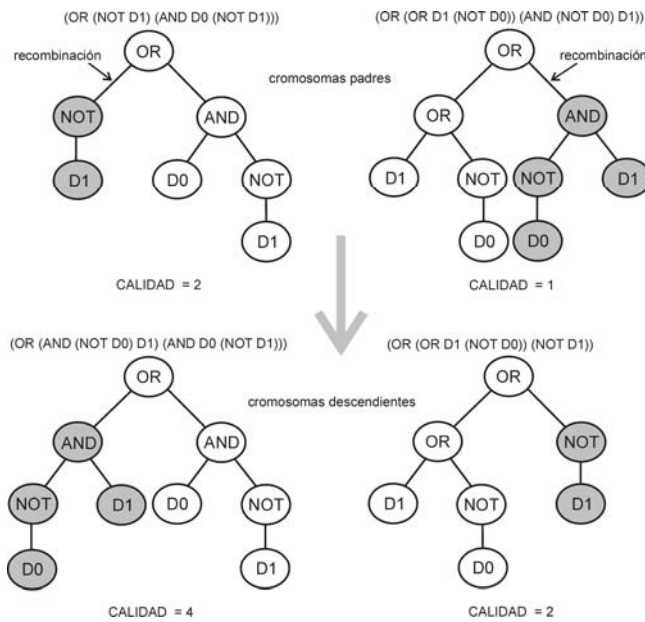 (OR (NOT D1) (AND D0 (NOT D1)))
(OR (OR D1 (NOT D0)) (AND (NOT D0) D1))
recombinación
OR
cromosomas padres
OR
recombinación
NOT
AND
OR
AND
D1
D0
NOT
D1
NOT
NOT
D1
D1
D0
D0
CALIDAD = 2
CALIDAD = 1
(OR (AND (NOT D0) D1) (AND D0 (NOT D1)))
(OR (OR D1 (NOT D0)) (NOT D1))
OR
cromosomas descendientes
OR
AND
AND
OR
NOT
NOT
D1
D0
NOT
D1
NOT
D1
D0
D1
D0
CALIDAD = 4
CALIDAD = 2